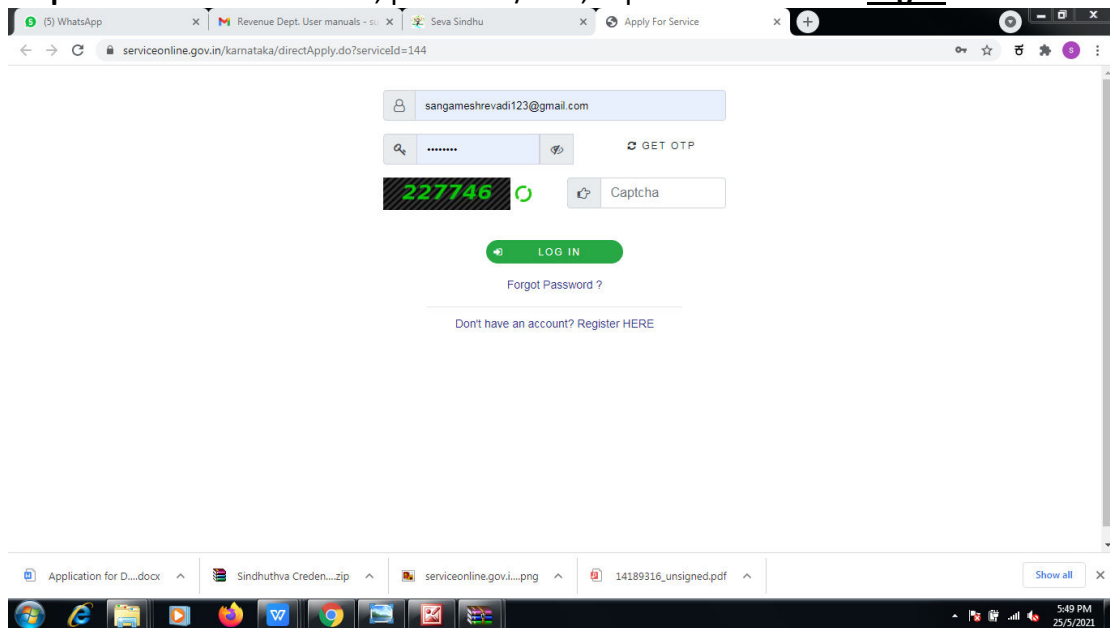 (5) WhatsApp
Revenue Dept. User manuals - su
Seva Sindhu
Apply For Service
serviceonline.gov.in/karnataka/directApply.do?serviceId=144
ಕ
S
sangameshrevadi123@gmail.com
••••••••
GET OTP
227746
Captcha
LOG IN
Forgot Password ?
Don't have an account? Register HERE
Application for D....docx
Sindhuthva Creden....zip
serviceonline.gov.i....png
14189316_unsigned.pdf
Show all
5:49 PM
25/5/2021